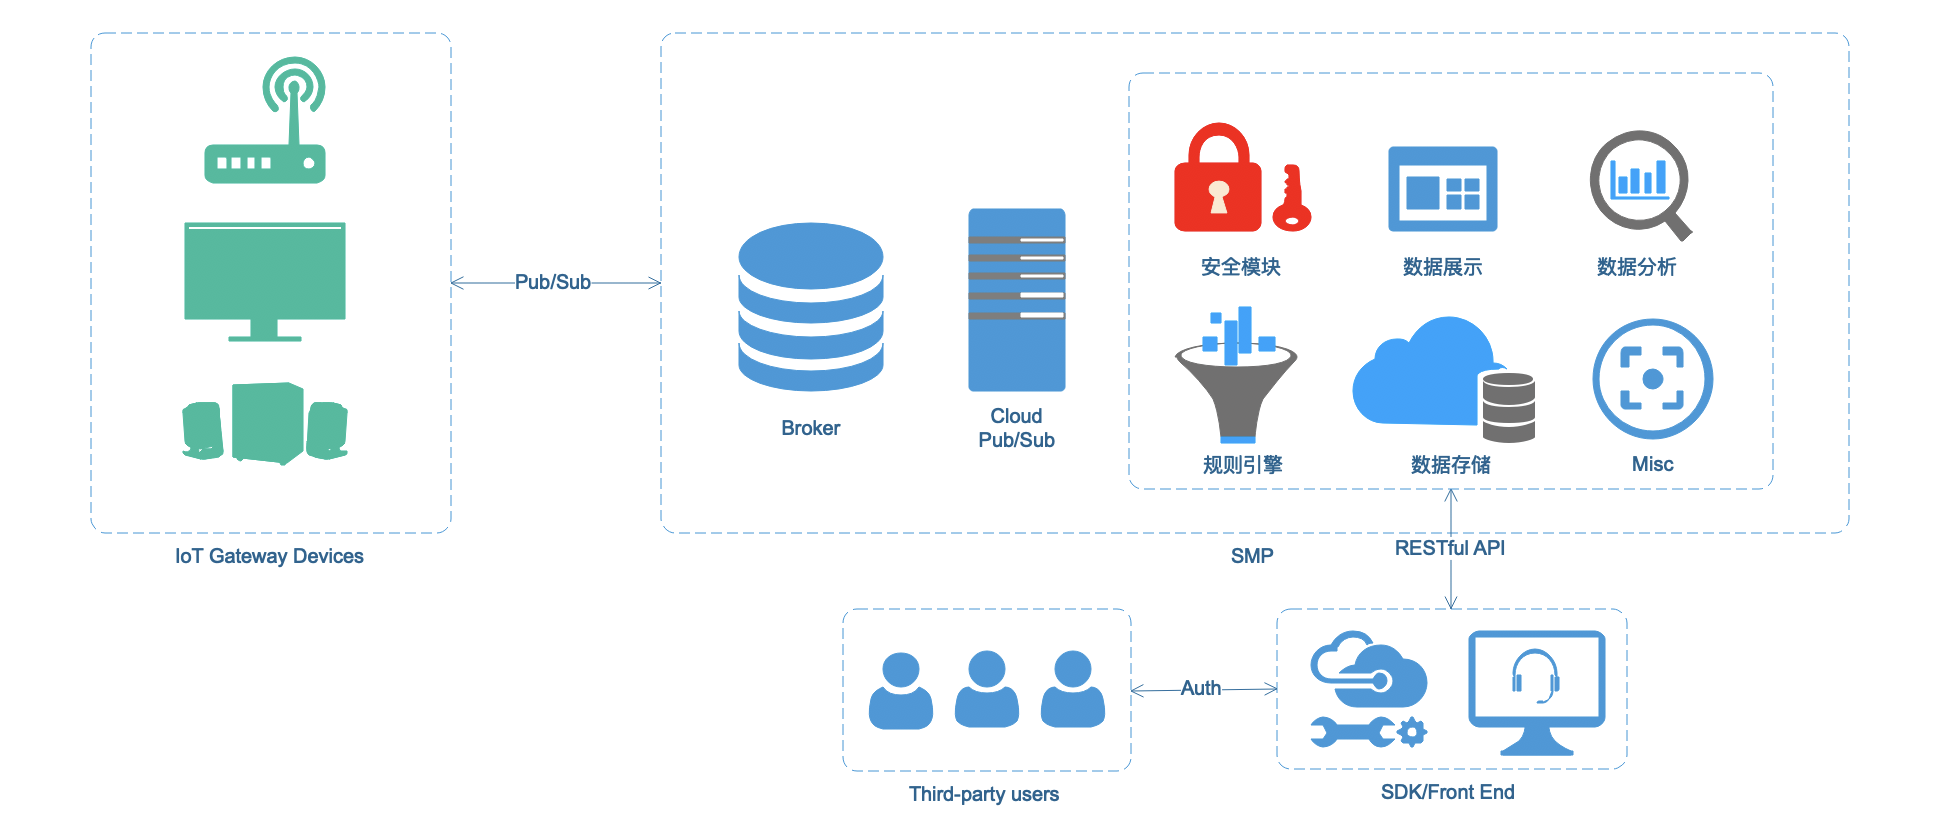 安全模块
数据展示
数据分析
Pub/Sub
Broker
Cloud
Pub/Sub
规则引擎
数据存储
Misc
IoT Gateway Devices
SMP
RESTful API
Auth
Third-party users
SDK/Front End